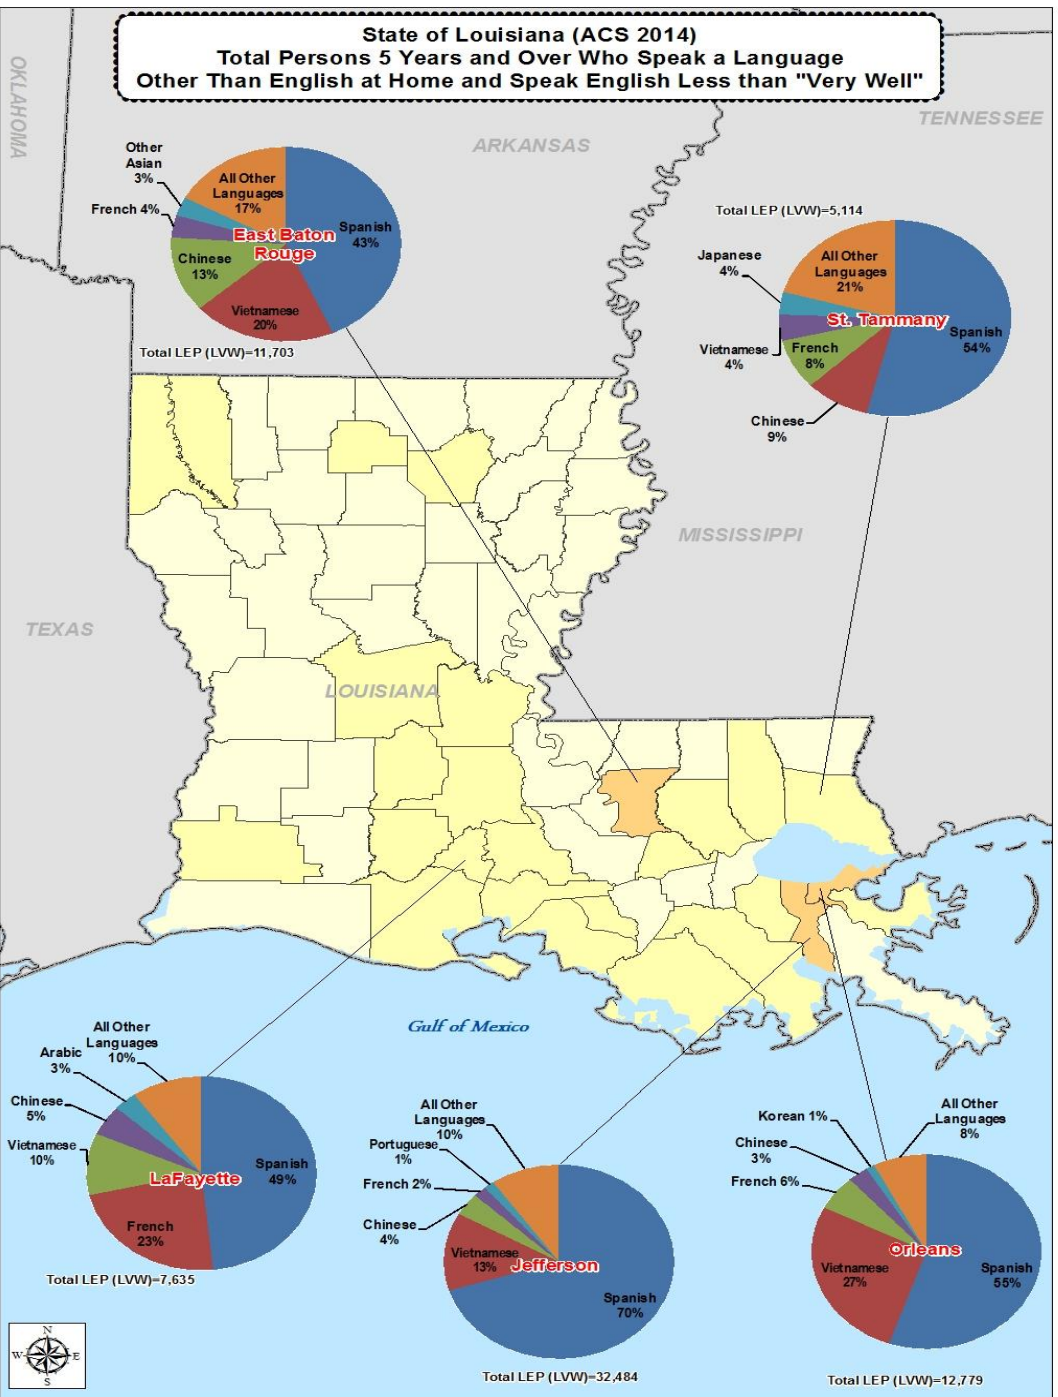 State of Louisiana (ACS 2014)
Total Persons 5 Years and Over Who Speak a Language
Other Than English at Home and Speak English Less than "Very Well"
OKLAHOMA
ARKANSAS
TENNESSEE
Other
Asian
3%
French 4%
All Other
Languages
17%
Spanish
43%
East Baton
Rouge
Chinese
13%
Vietnamese
20%
Total LEP (LVW)=11,703
Total LEP (LVW)=5,114
Japanese
4%
All Other
Languages
21%
St. Tammany
Spanish
54%
Vietnamese
4%
French
8%
Chinese
9%
MISSISSIPPI
TEXAS
LOUISIANA
Gulf of Mexico
All Other
Languages
10%
Arabic
3%
Chinese
5%
Vietnamese
10%
Spanish
49%
LaFayette
French
23%
Total LEP (LVW)=7,635
All Other
Languages
10%
Portuguese
1%
French 2%
Chinese
4%
Vietnamese
13%
Jefferson
Spanish
70%
Total LEP (LVW)=32,484
All Other
Languages
8%
Korean 1%
Chinese
3%
French 6%
Orleans
Vietnamese
27%
Spanish
55%
Total LEP (LVW)=12,779
N
W
E
S